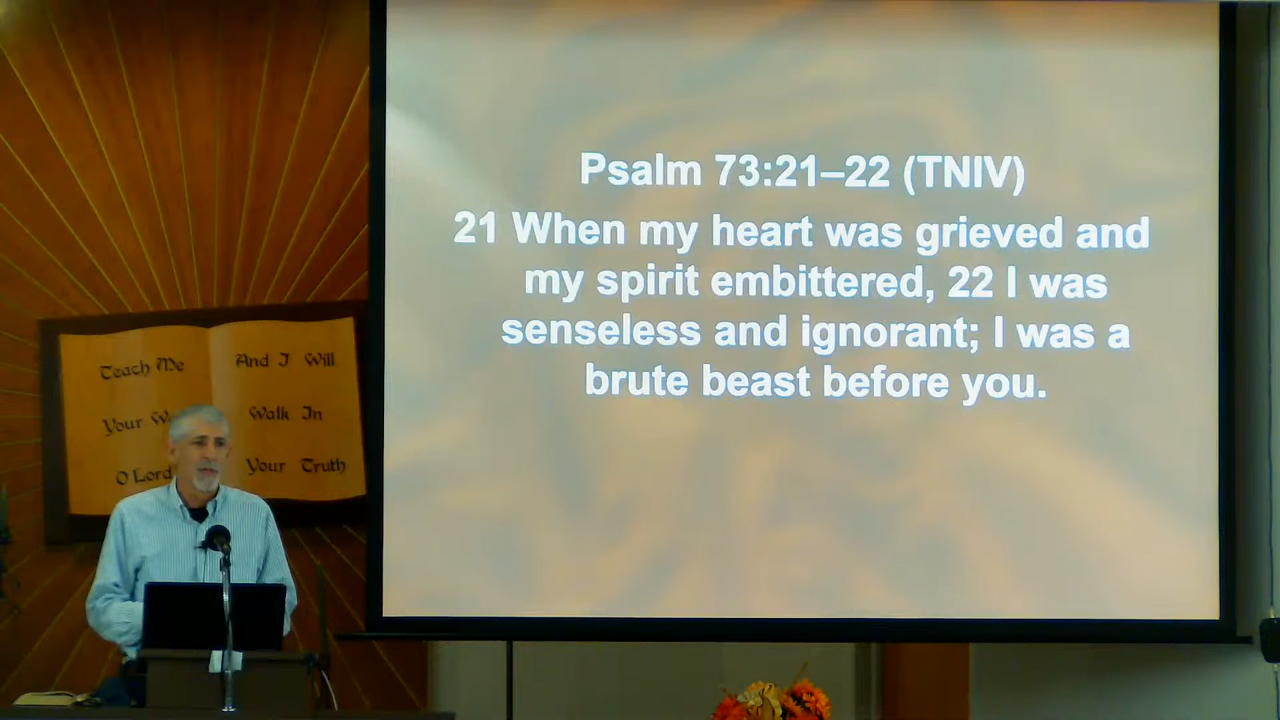 Psalm 73:21–22 (TNIV)
21 When my heart was grieved and
my spirit embittered, 22 I was
senseless and ignorant; I was a
brute beast before you.
Teach Me
Your
O Lord
And I Will
Walk In
Your Truth